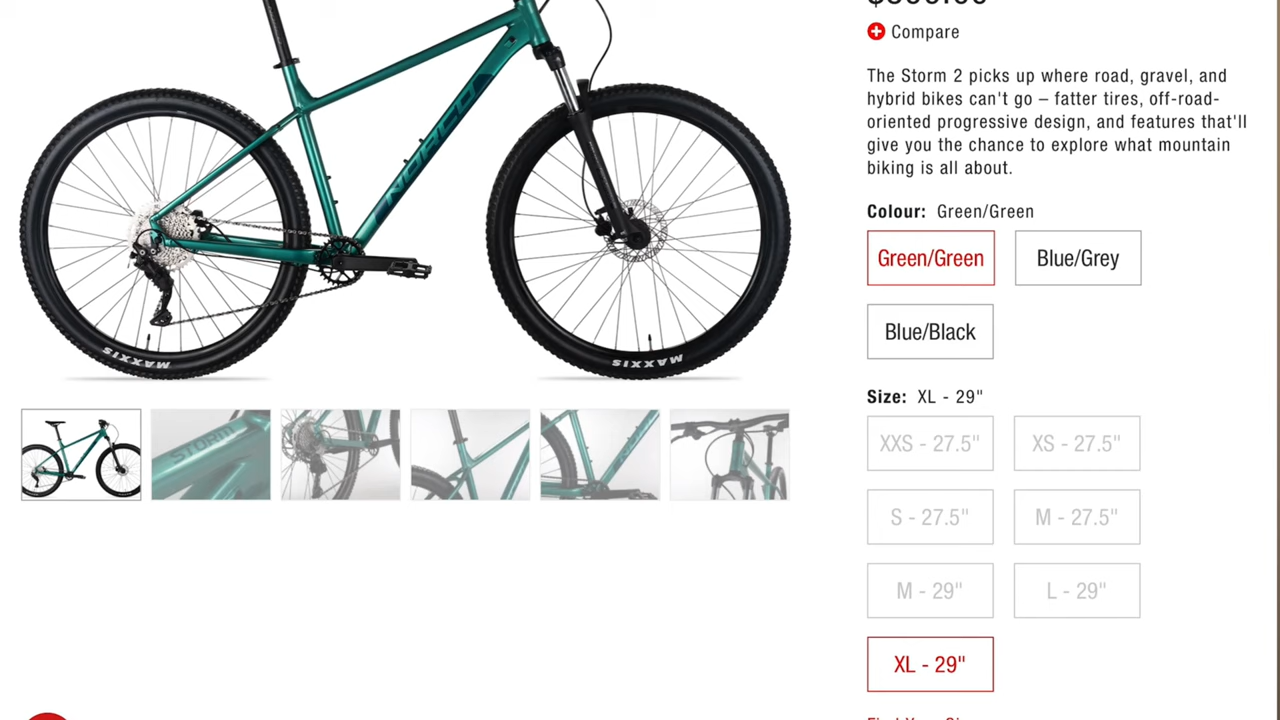 Compare
The Storm 2 picks up where road, gravel, and
hybrid bikes can't go – fatter tires, off-road-
oriented progressive design, and features that'll
give you the chance to explore what mountain
biking is all about.
Colour: Green/Green
Green/Green
Blue/Grey
Blue/Black
Size: XL - 29"
XXS - 27.5"
XS - 27.5"
S - 27.5"
M - 27.5"
M - 29"
L - 29"
XL - 29"
NORCO
MAXXIS
MAXXIS
STORM